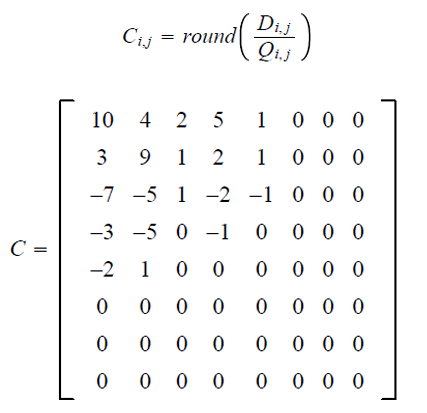 C_{i,j} = round( D_{i,j} / Q_{i,j} )
10 4 2 5 1 0 0 0
3 9 1 2 1 0 0 0
–7 –5 1 –2 –1 0 0 0
–3 –5 0 –1 0 0 0 0
C =
–2 1 0 0 0 0 0 0
0 0 0 0 0 0 0 0
0 0 0 0 0 0 0 0
0 0 0 0 0 0 0 0